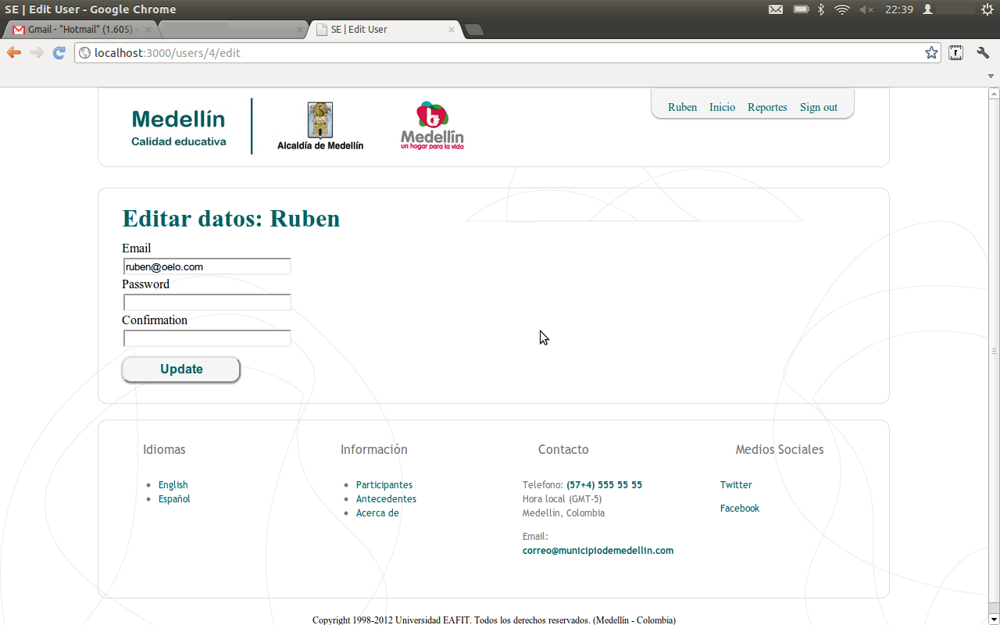 SE | Edit User - Google Chrome
22:39
Gmail - "Hotmail" (1.605) -
SE | Edit User
localhost:3000/users/4/edit
Medellín
Calidad educativa
Alcaldía de Medellín
Medellín
un hogar para la vida
Ruben Inicio Reportes Sign out
Editar datos: Ruben
Email
ruben@oelo.com
Password
Confirmation
Update
Idiomas
English
Español
Información
Participantes
Antecedentes
Acerca de
Contacto
Telefono: (57+4) 555 55 55
Hora local (GMT-5)
Medellín, Colombia
Email:
correo@municipiodemedellin.com
Medios Sociales
Twitter
Facebook
Copyright 1998-2012 Universidad EAFIT. Todos los derechos reservados. (Medellín - Colombia)